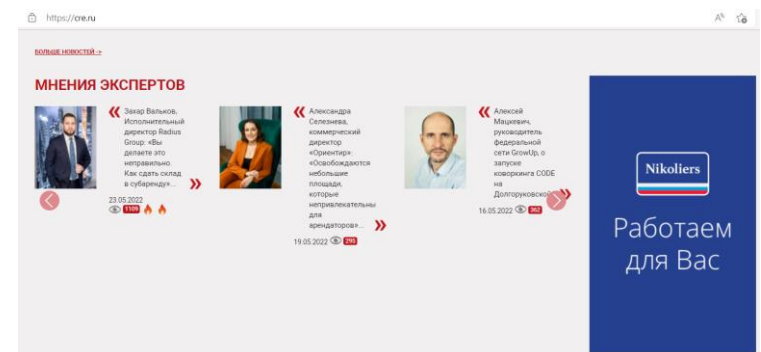 https://cre.ru
БОЛЬШЕ НОВОСТЕЙ ->
МНЕНИЯ ЭКСПЕРТОВ
« Захар Вальков,
Исполнительный
директор Radius
Group: «Вы
делаете это
неправильно.
Как сдать склад
в субаренду»... »
23.05.2022
1109
« Александра
Селезнева,
коммерческий
директор
«Ориентир»:
«Освобождаются
небольшие
площади,
которые
непривлекательны
для
арендаторов»... »
19.05.2022 295
« Алексей
Мацкевич,
руководитель
федеральной
сети GrowUp, о
запуске
коворкинга CODE
на
Долгоруковской »
16.05.2022 362
Nikoliers
Работаем
для Вас